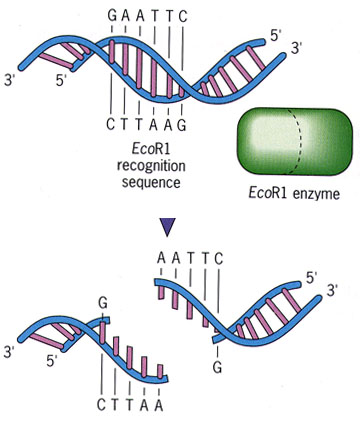 G A A T T C
5'
3'
3'
5'
C T T A A G
EcoR1
recognition
sequence
EcoR1 enzyme
A A T T C
5'
3'
G
3'
5'
G
C T T A A